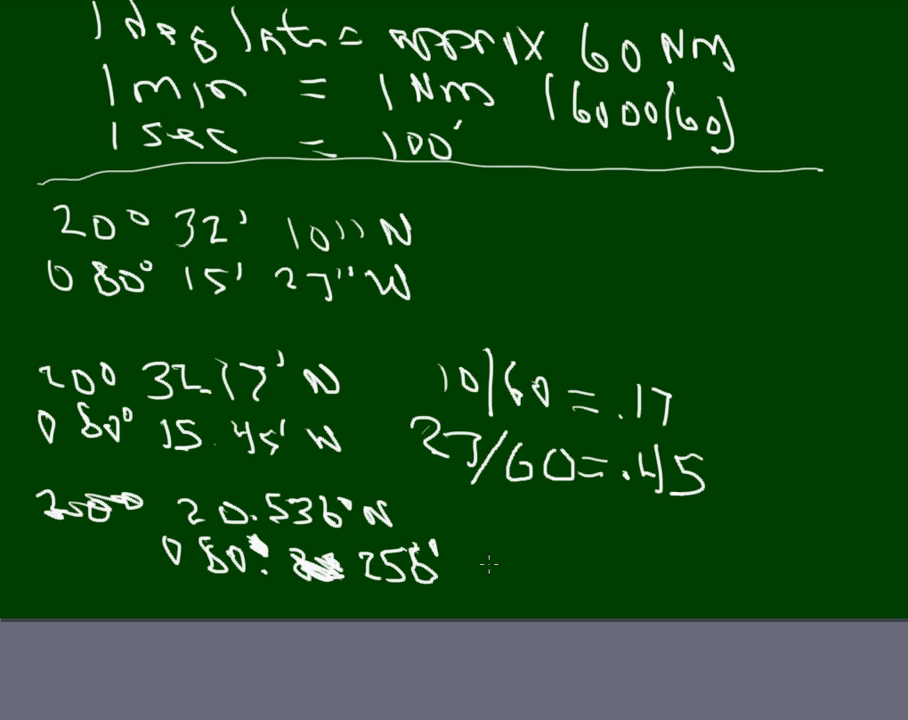 1 deg lat = apprix 60 Nm
1 min = 1 Nm (6000/60)
1 sec = 100'
20° 32' 10" N
080° 15' 27" W
20° 32.17' N
080° 15.45' W
10/60 = .17
27/60 = .45
20.536° N
080. 258'